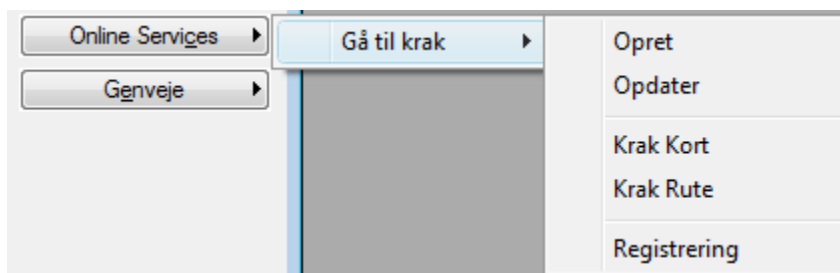 Online Services
Gå til krak
Opret
Opdater
Genveje
Krak Kort
Krak Rute
Registrering